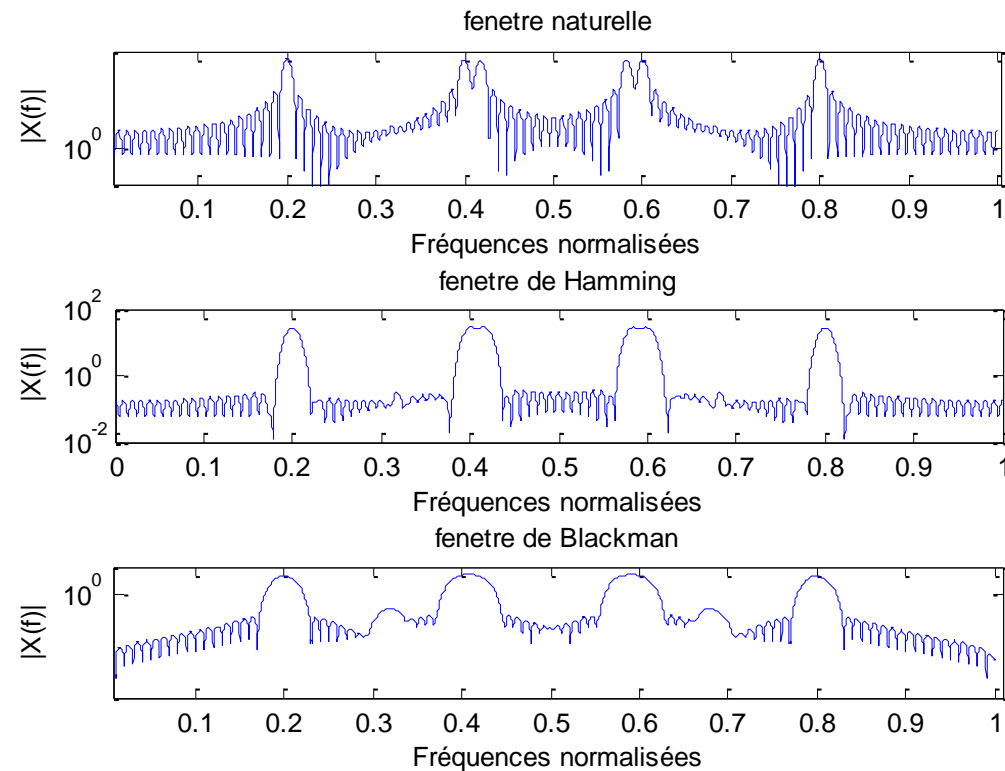 fenetre naturelle
|X(f)|
10^0
0.1 0.2 0.3 0.4 0.5 0.6 0.7 0.8 0.9 1
Fréquences normalisées
fenetre de Hamming
|X(f)|
10^2
10^0
10^-2
0 0.1 0.2 0.3 0.4 0.5 0.6 0.7 0.8 0.9 1
Fréquences normalisées
fenetre de Blackman
|X(f)|
10^0
0.1 0.2 0.3 0.4 0.5 0.6 0.7 0.8 0.9 1
Fréquences normalisées